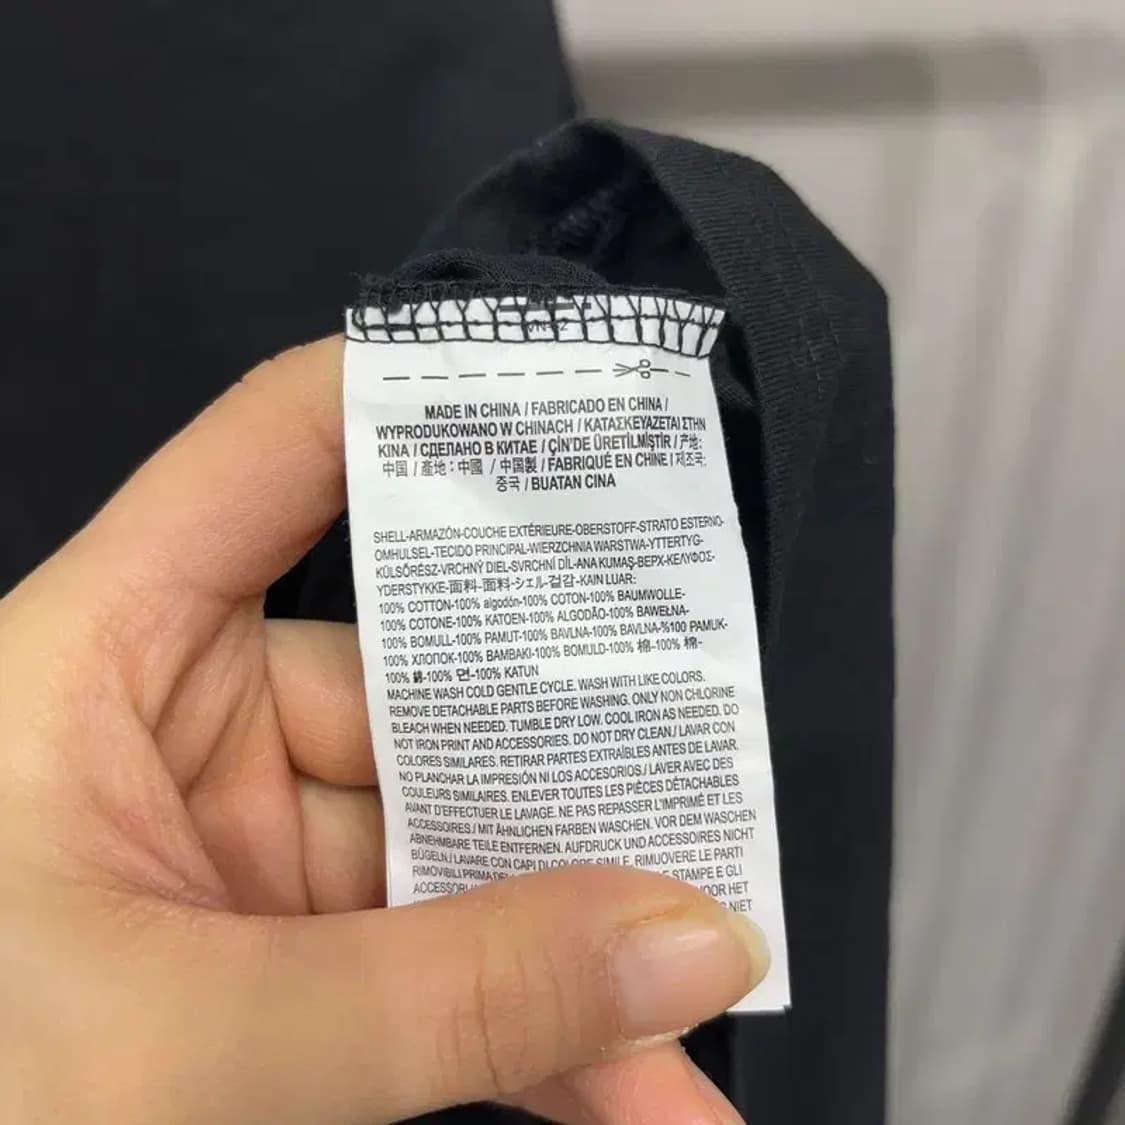 MADE IN CHINA / FABRICADO EN CHINA /
WYPRODUKOWANO W CHINACH / ΚΑΤΑΣΚΕΥΑΖΕΤΑΙ ΣΤΗΝ
ΚΙΝΑ / СДЕЛАНО В КИТАЕ / ÇİN'DE ÜRETİLMİŞTİR / 产地:
中国 / 產地: 中國 / 中国製 / FABRIQUÉ EN CHINE / 제조국:
중국 / BUATAN CINA
SHELL-ARMAZÓN-COUCHE EXTÉRIEURE-OBERSTOFF-STRATO ESTERNO-
OMHULSEL-TECIDO PRINCIPAL-WIERZCHNIA WARSTWA-YTTERTYG-
KÜLSŐRÉSZ-VRCHNÝ DIEL-SVRCHNÍ DÍL-ANA KUMAŞ-ВЕРХ-ΚΕΛΥΦΟΣ-
YDERSTYKKE-面料-面料-シェル-겉감-KAIN LUAR:
100% COTTON-100% algodón-100% COTON-100% BAUMWOLLE-
100% COTONE-100% KATOEN-100% ALGODÃO-100% BAWEŁNA-
100% BOMULL-100% PAMUT-100% BAVLNA-100% BAVLNA-%100 PAMUK-
100% ХЛОПОК-100% ΒΑΜΒΑΚΙ-100% BOMULD-100% 棉-100% 棉-
100% 綿-100% 면-100% KATUN
MACHINE WASH COLD GENTLE CYCLE. WASH WITH LIKE COLORS.
REMOVE DETACHABLE PARTS BEFORE WASHING. ONLY NON CHLORINE
BLEACH WHEN NEEDED. TUMBLE DRY LOW. COOL IRON AS NEEDED. DO
NOT IRON PRINT AND ACCESSORIES. DO NOT DRY CLEAN./ LAVAR CON
COLORES SIMILARES. RETIRAR PARTES EXTRAÍBLES ANTES DE LAVAR.
NO PLANCHAR LA IMPRESIÓN NI LOS ACCESORIOS./ LAVER AVEC DES
COULEURS SIMILAIRES. ENLEVER TOUTES LES PIÈCES DÉTACHABLES
AVANT D'EFFECTUER LE LAVAGE. NE PAS REPASSER L'IMPRIMÉ ET LES
ACCESSOIRES./ MIT ÄHNLICHEN FARBEN WASCHEN. VOR DEM WASCHEN
ABNEHMBARE TEILE ENTFERNEN. AUFDRUCK UND ACCESSOIRES NICHT
BÜGELN./ LAVARE CON CAPI DI COLORE SIMILE. RIMUOVERE LE PARTI
RIMOVIBILI PRIMA STAMPE E GLI
ACCESSORI HET
NIET